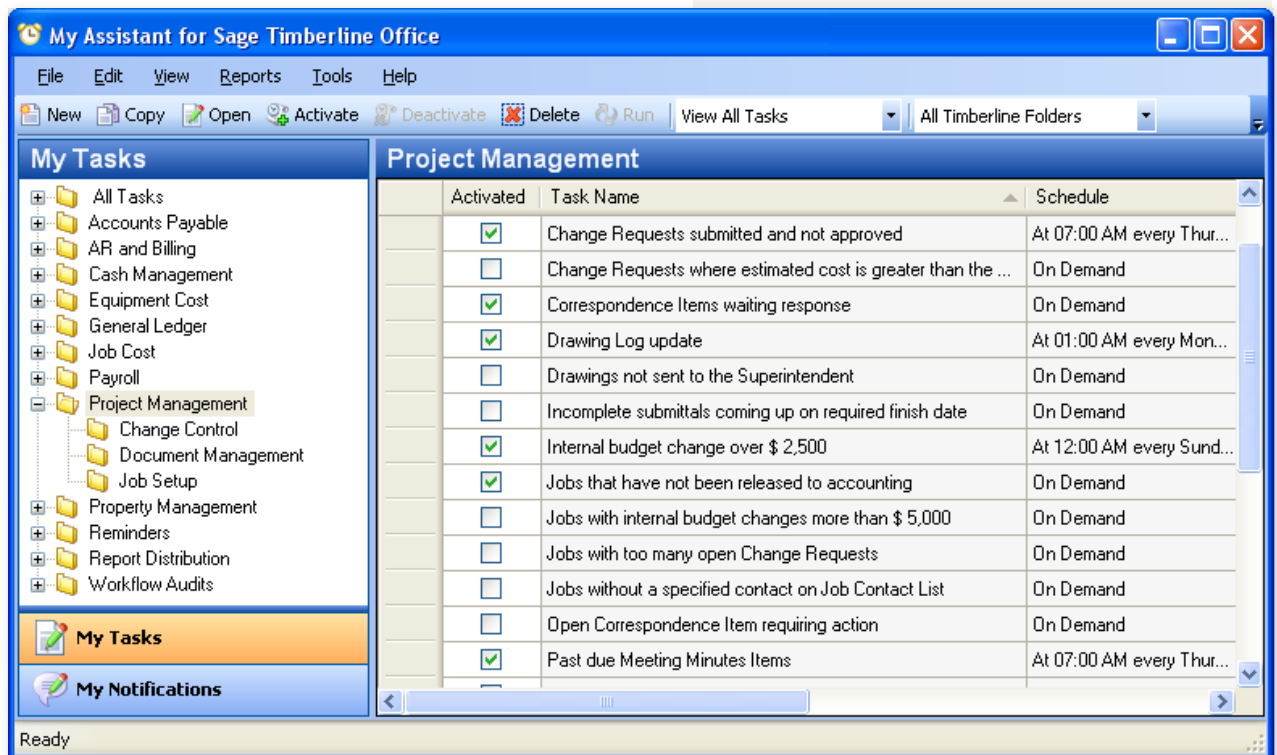 My Assistant for Sage Timberline Office
File Edit View Reports Tools Help
New Copy Open Activate Deactivate Delete Run View All Tasks All Timberline Folders
My Tasks
All Tasks
Accounts Payable
AR and Billing
Cash Management
Equipment Cost
General Ledger
Job Cost
Payroll
Project Management
Change Control
Document Management
Job Setup
Property Management
Reminders
Report Distribution
Workflow Audits
My Tasks
My Notifications
Project Management
Activated Task Name Schedule
Change Requests submitted and not approved At 07:00 AM every Thur...
Change Requests where estimated cost is greater than the ... On Demand
Correspondence Items waiting response On Demand
Drawing Log update At 01:00 AM every Mon...
Drawings not sent to the Superintendent On Demand
Incomplete submittals coming up on required finish date On Demand
Internal budget change over $ 2,500 At 12:00 AM every Sund...
Jobs that have not been released to accounting On Demand
Jobs with internal budget changes more than $ 5,000 On Demand
Jobs with too many open Change Requests On Demand
Jobs without a specified contact on Job Contact List On Demand
Open Correspondence Item requiring action On Demand
Past due Meeting Minutes Items At 07:00 AM every Thur...
Ready